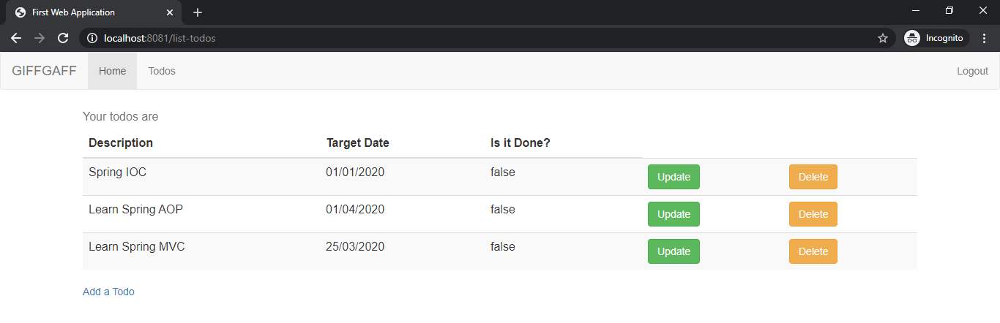 First Web Application
localhost:8081/list-todos Incognito
GIFFGAFF Home Todos Logout
Your todos are
Description Target Date Is it Done?
Spring IOC 01/01/2020 false Update Delete
Learn Spring AOP 01/04/2020 false Update Delete
Learn Spring MVC 25/03/2020 false Update Delete
Add a Todo